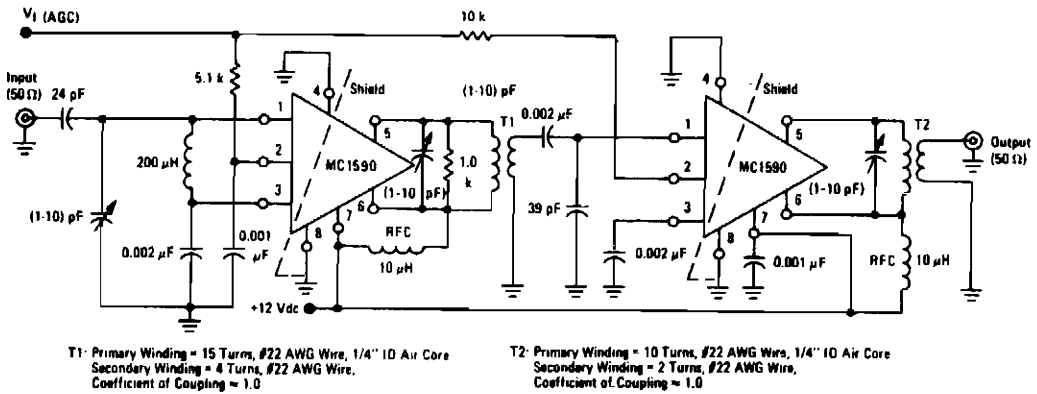 V₁ (AGC)
10 k
5.1 k
Input
(50 Ω)
24 pF
4
Shield
(1-10) pF
T1
0.002 µF
4
Shield
T2
Output
(50 Ω)
1
2
3
5
6
7
8
200 µH
MC1590
(1-10 pF)
1.0
k
1
2
3
5
6
7
8
MC1590
(1-10 pF)
(1-10) pF
0.002 µF
0.001
µF
RFC
10 µH
39 pF
0.002 µF
0.001 µF
RFC
10 µH
+12 Vdc
T1: Primary Winding = 15 Turns, #22 AWG Wire, 1/4" ID Air Core
Secondary Winding = 4 Turns, #22 AWG Wire,
Coefficient of Coupling ≈ 1.0
T2: Primary Winding = 10 Turns, #22 AWG Wire, 1/4" ID Air Core
Secondary Winding = 2 Turns, #22 AWG Wire,
Coefficient of Coupling ≈ 1.0